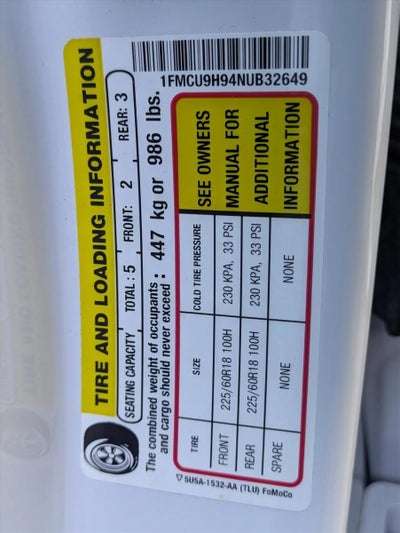 TIRE AND LOADING INFORMATION
SEATING CAPACITY TOTAL : 5 FRONT: 2 REAR: 3
The combined weight of occupants and cargo should never exceed : 447 kg or 986 lbs.
1FMCU9H94NUB32649
TIRE SIZE COLD TIRE PRESSURE
FRONT 225/60R18 100H 230 KPA, 33 PSI
REAR 225/60R18 100H 230 KPA, 33 PSI
SPARE NONE NONE
SEE OWNERS
MANUAL FOR
ADDITIONAL
INFORMATION
5U5A-1532-AA (TLU) FoMoCo